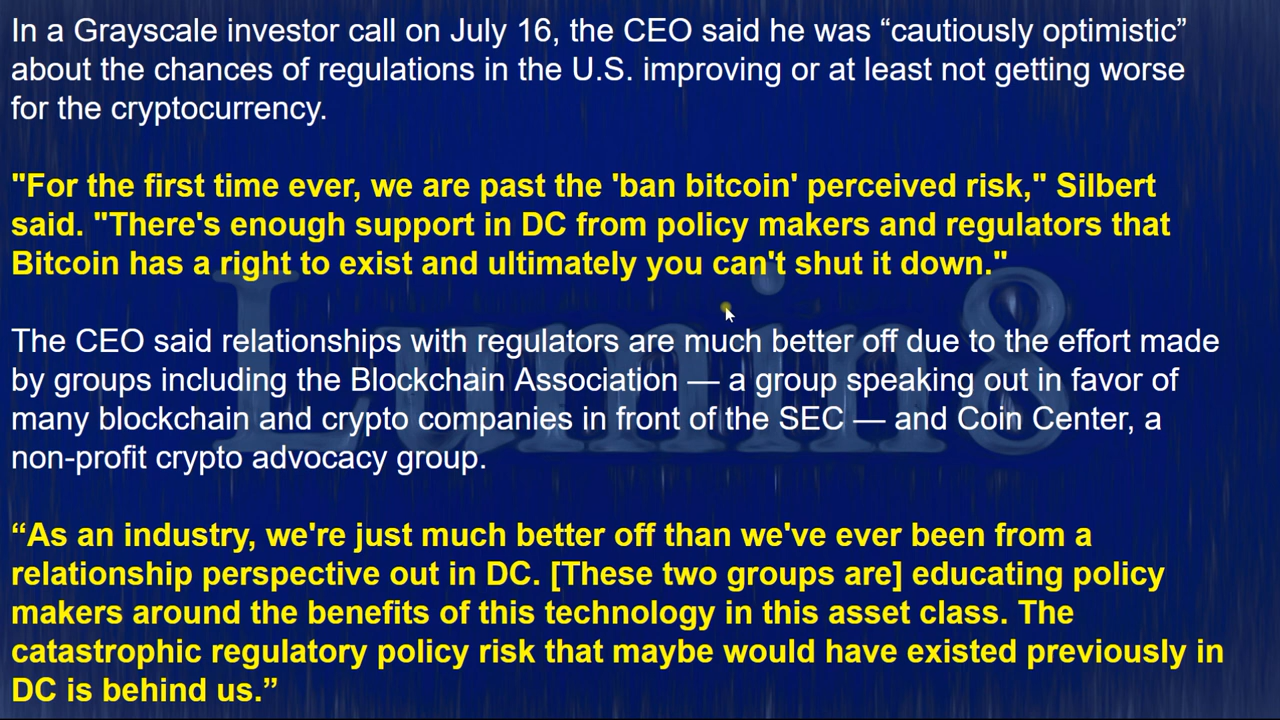 In a Grayscale investor call on July 16, the CEO said he was “cautiously optimistic”
about the chances of regulations in the U.S. improving or at least not getting worse
for the cryptocurrency.
"For the first time ever, we are past the 'ban bitcoin' perceived risk," Silbert
said. "There's enough support in DC from policy makers and regulators that
Bitcoin has a right to exist and ultimately you can't shut it down."
Lumin8
The CEO said relationships with regulators are much better off due to the effort made
by groups including the Blockchain Association — a group speaking out in favor of
many blockchain and crypto companies in front of the SEC — and Coin Center, a
non-profit crypto advocacy group.
“As an industry, we're just much better off than we've ever been from a
relationship perspective out in DC. [These two groups are] educating policy
makers around the benefits of this technology in this asset class. The
catastrophic regulatory policy risk that maybe would have existed previously in
DC is behind us.”